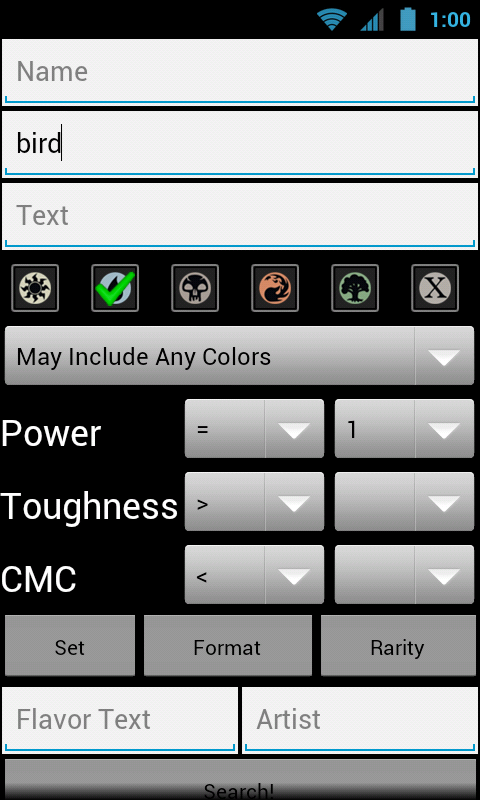 1:00
Name
bird
Text
X
May Include Any Colors
Power = 1
Toughness >
CMC <
Set Format Rarity
Flavor Text Artist
Search!